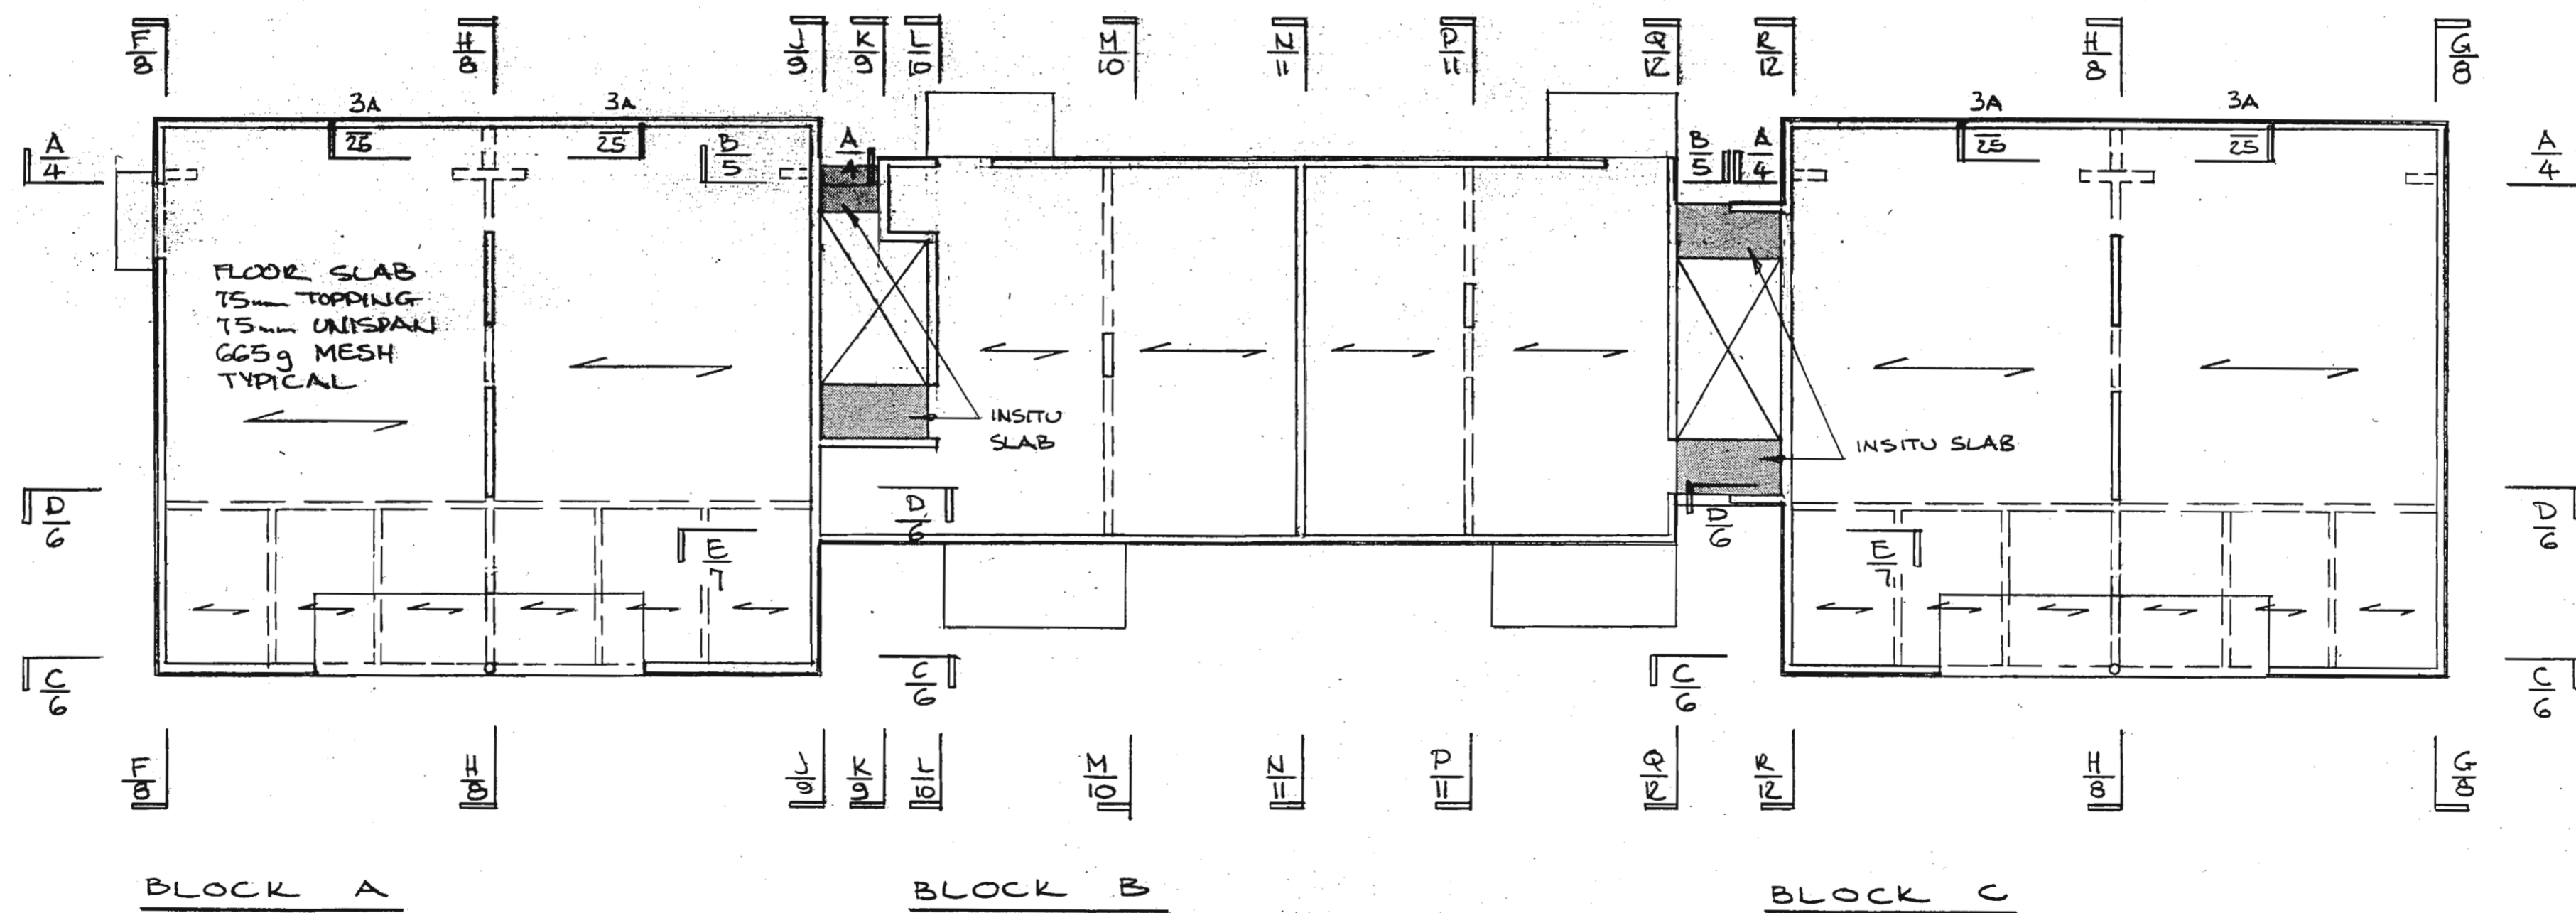 F
8
H
8
J
9
K
9
L
10
M
10
N
11
P
11
Q
12
R
12
H
8
G
8
3A
3A
3A
3A
A
4
25
25
B
5
A
4
B
5
A
4
25
25
A
4
FLOOR SLAB
75mm TOPPING
75mm UNISPAN
665g MESH
TYPICAL
INSITU
SLAB
INSITU SLAB
D
6
D
6
D
6
D
6
E
7
E
7
C
6
C
6
C
6
C
6
F
8
H
8
J
9
K
9
L
10
M
10
N
11
P
11
Q
12
R
12
H
8
G
8
BLOCK A
BLOCK B
BLOCK C